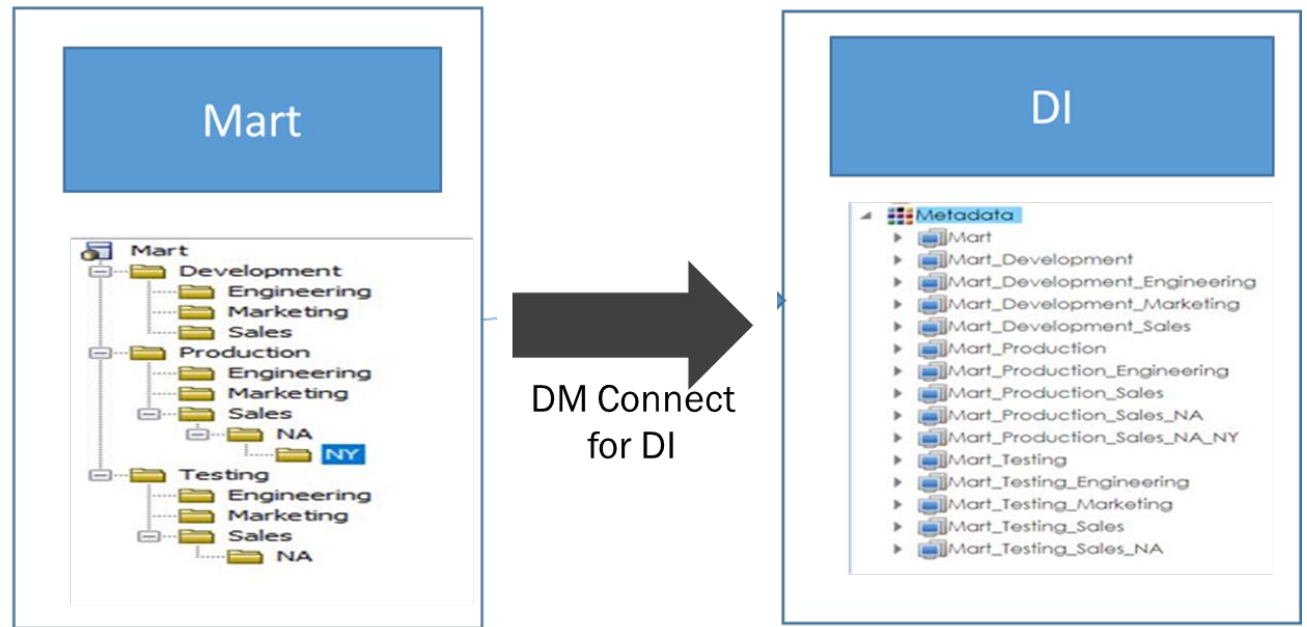 Mart
Mart
Development
Engineering
Marketing
Sales
Production
Engineering
Marketing
Sales
NA
NY
Testing
Engineering
Marketing
Sales
NA
DM Connect
for DI
DI
Metadata
Mart
Mart_Development
Mart_Development_Engineering
Mart_Development_Marketing
Mart_Development_Sales
Mart_Production
Mart_Production_Engineering
Mart_Production_Sales
Mart_Production_Sales_NA
Mart_Production_Sales_NA_NY
Mart_Testing
Mart_Testing_Engineering
Mart_Testing_Marketing
Mart_Testing_Sales
Mart_Testing_Sales_NA